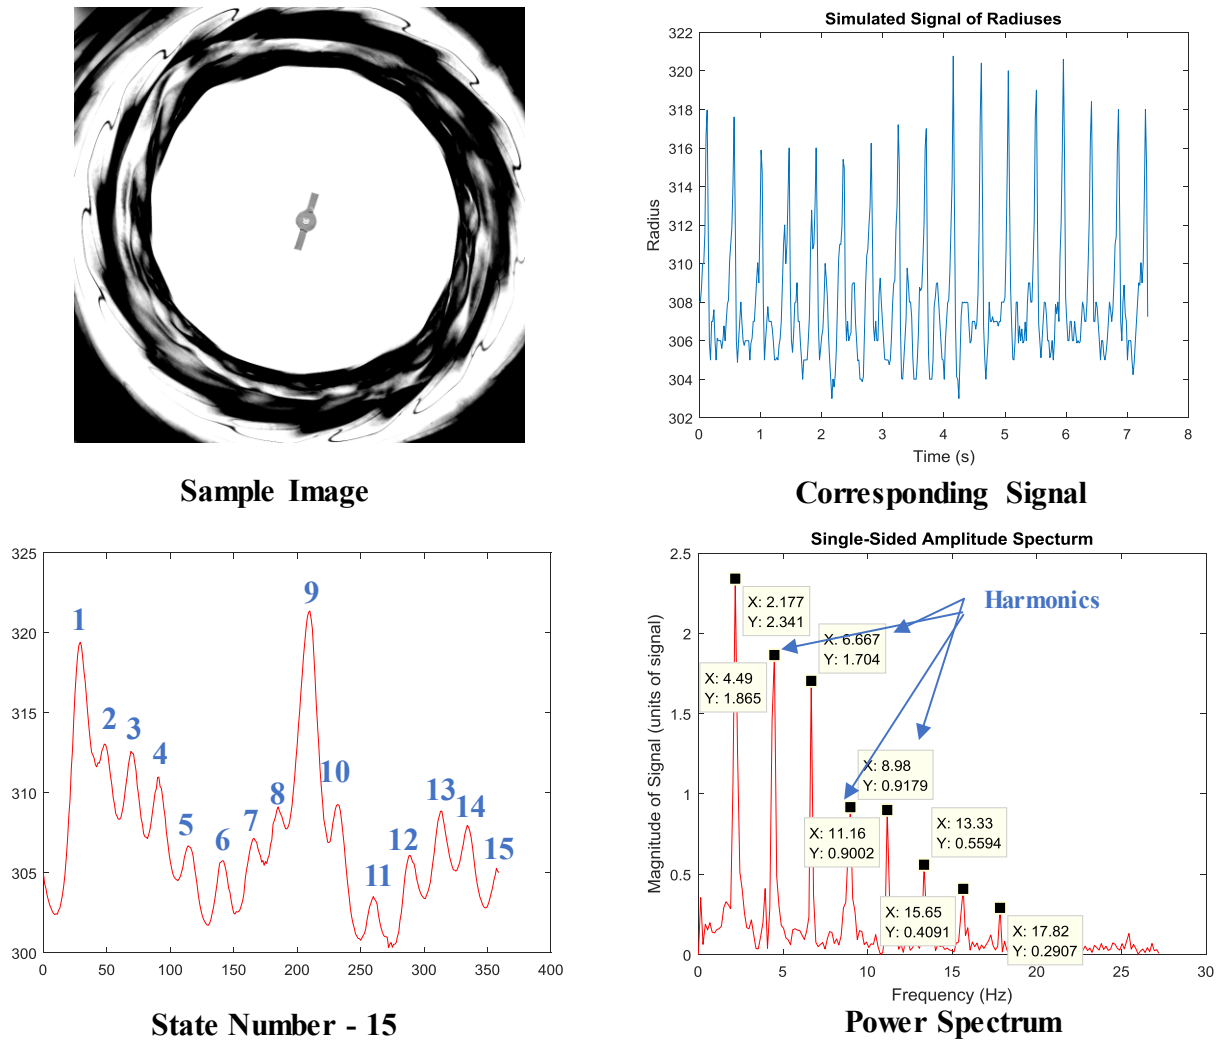 Simulated Signal of Radiuses
Radius
322
320
318
316
314
312
310
308
306
304
302
0 1 2 3 4 5 6 7 8
Time (s)
Sample Image
Corresponding Signal
325
320
315
310
305
300
0 50 100 150 200 250 300 350 400
1
2
3
4
5
6
7
8
9
10
11
12
13
14
15
State Number - 15
Single-Sided Amplitude Specturm
Magnitude of Signal (units of signal)
2.5
2
1.5
1
0.5
0
0 5 10 15 20 25 30
Frequency (Hz)
Harmonics
X: 2.177
Y: 2.341
X: 4.49
Y: 1.865
X: 6.667
Y: 1.704
X: 8.98
Y: 0.9179
X: 11.16
Y: 0.9002
X: 13.33
Y: 0.5594
X: 15.65
Y: 0.4091
X: 17.82
Y: 0.2907
Power Spectrum